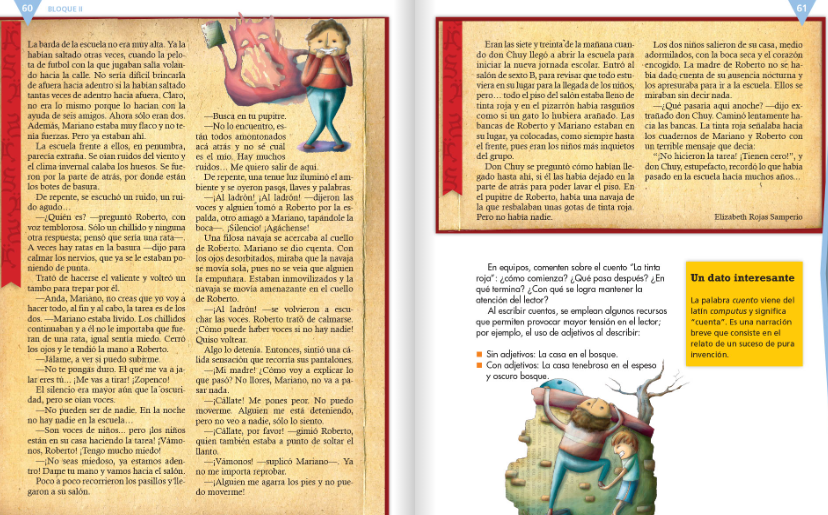 60
BLOQUE II
La barda de la escuela no era muy alta. Ya la
habían saltado otras veces, cuando la pelo-
ta de futbol con la que jugaban salía volan-
do hacia la calle. No sería difícil brincarla
de afuera hacia adentro si la habían saltado
tantas veces de adentro hacia afuera. Claro,
no era lo mismo porque lo hacían con la
ayuda de seis amigos. Ahora sólo eran dos.
Además, Mariano estaba muy flaco y no te-
nía fuerzas. Pero ya estaban ahí.
La escuela frente a ellos, en penumbra,
parecía extraña. Se oían ruidos del viento y
el clima invernal calaba los huesos. Se fue-
ron por la parte de atrás, por donde están
los botes de basura.
De repente, se escuchó un ruido, un rui-
do agudo…
—¿Quién es? —preguntó Roberto, con
voz temblorosa. Sólo un chillido y ninguna
otra respuesta; pensó que sería una rata—.
A veces hay ratas en la basura —dijo para
calmar los nervios, que ya se le estaban po-
niendo de punta.
Trató de hacerse el valiente y volteó un
tambo para trepar por él.
—Anda, Mariano, no creas que yo voy a
hacer todo, al fin y al cabo, la tarea es de los
dos. —Mariano estaba lívido. Los chillidos
continuaban y a él no le importaba que fue-
ran de una rata, igual sentía miedo. Cerró
los ojos y le tendió la mano a Roberto.
—Jálame, a ver si puedo subirme.
—No te pongas duro. El que me va a ja-
lar eres tú... ¡Me vas a tirar! ¡Zopenco!
El silencio era mayor aún que la oscuri-
dad, pero se oían voces.
—No pueden ser de nadie. En la noche
no hay nadie en la escuela…
—Son voces de niños... pero ¡los niños
están en su casa haciendo la tarea! ¡Vámo-
nos, Roberto! ¡Tengo mucho miedo!
—¡No seas miedoso, ya estamos aden-
tro! Dame tu mano y vamos hacia el salón.
Poco a poco recorrieron los pasillos y lle-
garon a su salón.
—Busca en tu pupitre.
—No lo encuentro, es-
tán todos amontonados
acá atrás y no sé cuál
es el mío. Hay muchos
ruidos... Me quiero salir de aquí.
De repente, una tenue luz iluminó el am-
biente y se oyeron pasos, llaves y palabras.
—¡Al ladrón! ¡Al ladrón! —dijeron las
voces y alguien tomó a Roberto por la es-
palda, otro amagó a Mariano, tapándole la
boca—. ¡Silencio! ¡Agáchense!
Una filosa navaja se acercaba al cuello
de Roberto. Mariano se dio cuenta. Con
los ojos desorbitados, miraba que la navaja
se movía sola, pues no se veía que alguien
la empuñara. Estaban inmovilizados y la
navaja se movía amenazante en el cuello
de Roberto.
—¡Al ladrón! —se volvieron a escu-
char las voces. Roberto trató de calmarse.
¡Cómo puede haber voces si no hay nadie!
Quiso voltear.
Algo lo detenía. Entonces, sintió una cá-
lida sensación que recorría sus pantalones.
—¡Mi madre! ¿Cómo voy a explicar lo
que pasó? No llores, Mariano, no va a pa-
sar nada.
—¡Cállate! Me pones peor. No puedo
moverme. Alguien me está deteniendo,
pero no veo a nadie, sólo lo siento.
—¡Cállate, por favor! —gimió Roberto,
quien también estaba a punto de soltar el
llanto.
—¡Vámonos! —suplicó Mariano—. Ya
no me importa reprobar.
—¡Alguien me agarra los pies y no pue-
do moverme!
61
Eran las siete y treinta de la mañana cuan-
do don Chuy llegó a abrir la escuela para
iniciar la nueva jornada escolar. Entró al
salón de sexto B, para revisar que todo estu-
viera en su lugar para la llegada de los niños,
pero… todo el piso del salón estaba lleno de
tinta roja y en el pizarrón había rasguños
como si un gato lo hubiera arañado. Las
bancas de Roberto y Mariano estaban en
su lugar, ya colocadas, como siempre hasta
el frente, pues eran los niños más inquietos
del grupo.
Don Chuy se preguntó cómo habían lle-
gado hasta ahí, si él las había dejado en la
parte de atrás para poder lavar el piso. En
el pupitre de Roberto, había una navaja de
la que resbalaban unas gotas de tinta roja.
Pero no había nadie.
Los dos niños salieron de su casa, medio
adormilados, con la boca seca y el corazón
encogido. La madre de Roberto no se ha-
bía dado cuenta de su ausencia nocturna y
los apresuraba para ir a la escuela. Ellos se
miraban sin decir nada.
—¿Qué pasaría aquí anoche? —dijo ex-
trañado don Chuy. Caminó lentamente ha-
cia las bancas. La tinta roja señalaba hacia
los cuadernos de Mariano y Roberto con
un terrible mensaje que decía:
"¡No hicieron la tarea! ¡Tienen cero!", y
don Chuy, estupefacto, recordó lo que había
pasado en la escuela hacía muchos años...
Elizabeth Rojas Samperio
En equipos, comenten sobre el cuento "La tinta
roja": ¿cómo comienza? ¿Qué pasa después? ¿En
qué termina? ¿Con qué se logra mantener la
atención del lector?
Al escribir cuentos, se emplean algunos recursos
que permiten provocar mayor tensión en el lector;
por ejemplo, el uso de adjetivos al describir:
Sin adjetivos: La casa en el bosque.
Con adjetivos: La casa tenebrosa en el espeso
y oscuro bosque.
Un dato interesante
La palabra cuento viene del
latín computus y significa
"cuenta". Es una narración
breve que consiste en el
relato de un suceso de pura
invención.